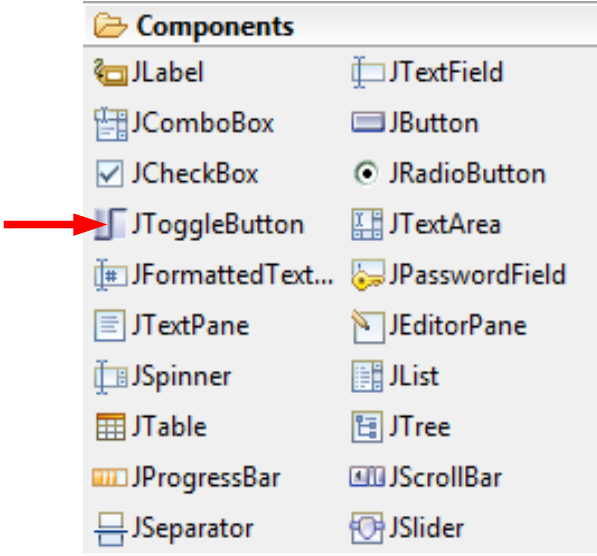 Components
JLabel JTextField
JComboBox JButton
JCheckBox JRadioButton
JToggleButton JTextArea
JFormattedText... JPasswordField
JTextPane JEditorPane
JSpinner JList
JTable JTree
JProgressBar JScrollBar
JSeparator JSlider